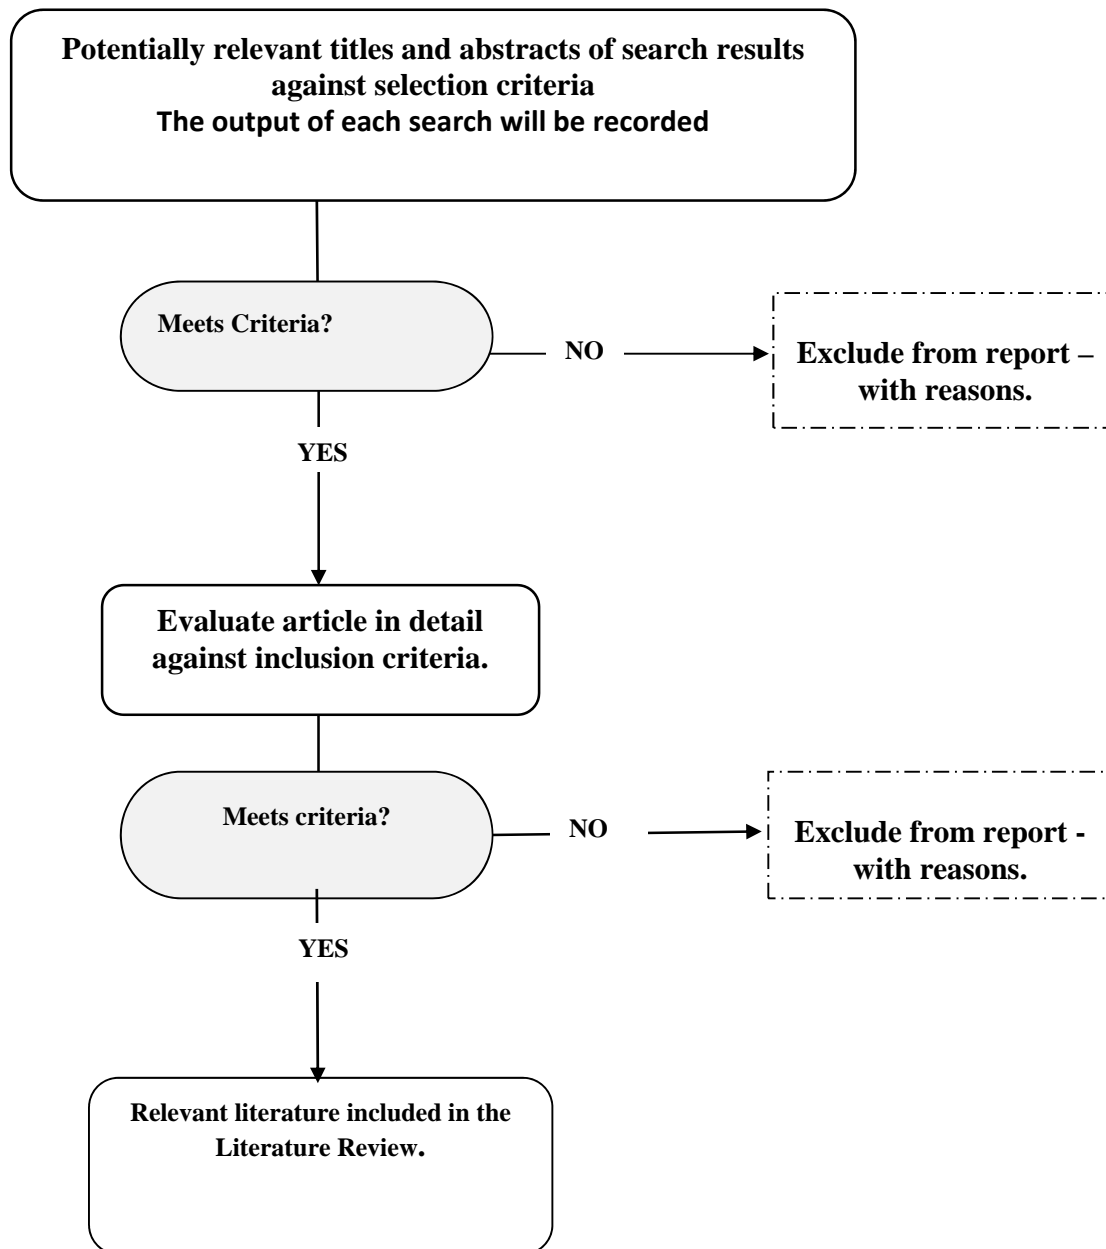 Potentially relevant titles and abstracts of search results
against selection criteria
The output of each search will be recorded
Meets Criteria?
NO
Exclude from report –
with reasons.
YES
Evaluate article in detail
against inclusion criteria.
Meets criteria?
NO
Exclude from report -
with reasons.
YES
Relevant literature included in the
Literature Review.